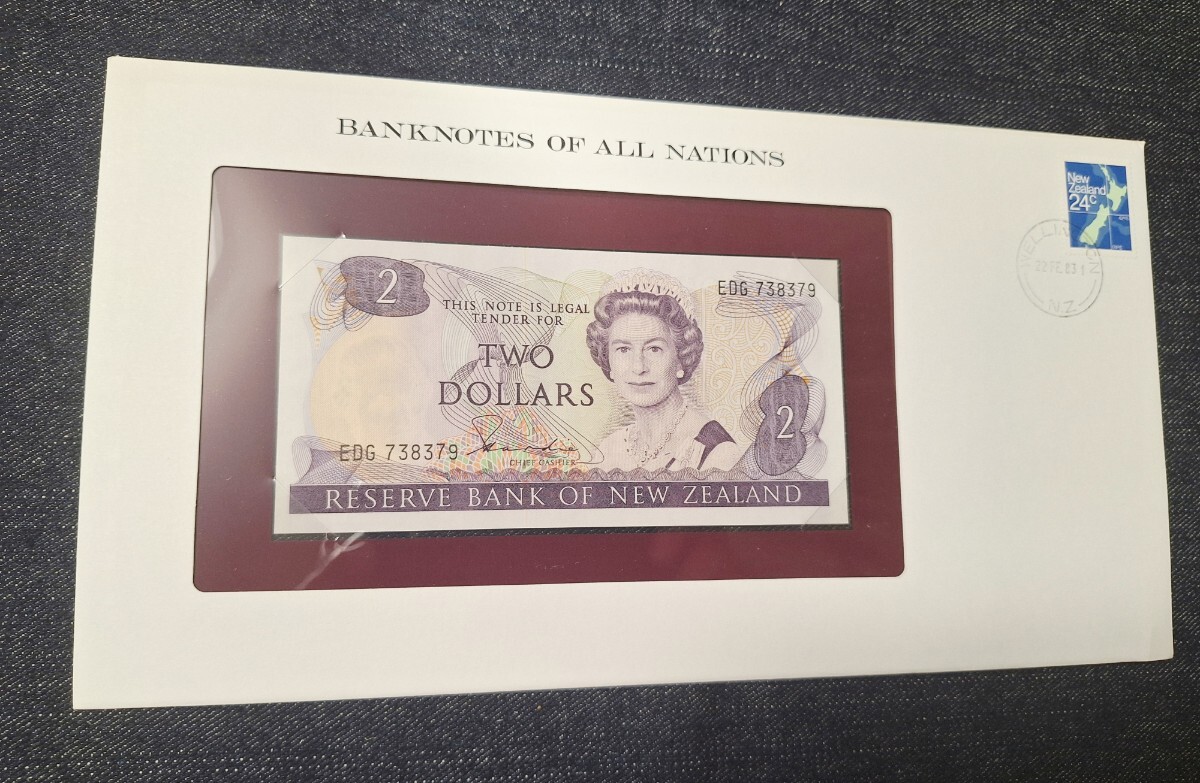 BANKNOTES OF ALL NATIONS
New
Zealand
24c
WELLINGTON
NZ
2
THIS NOTE IS LEGAL
TENDER FOR
TWO
DOLLARS
EDG 738379
EDG 738379
CHIEF CASHIER
2
RESERVE BANK OF NEW ZEALAND